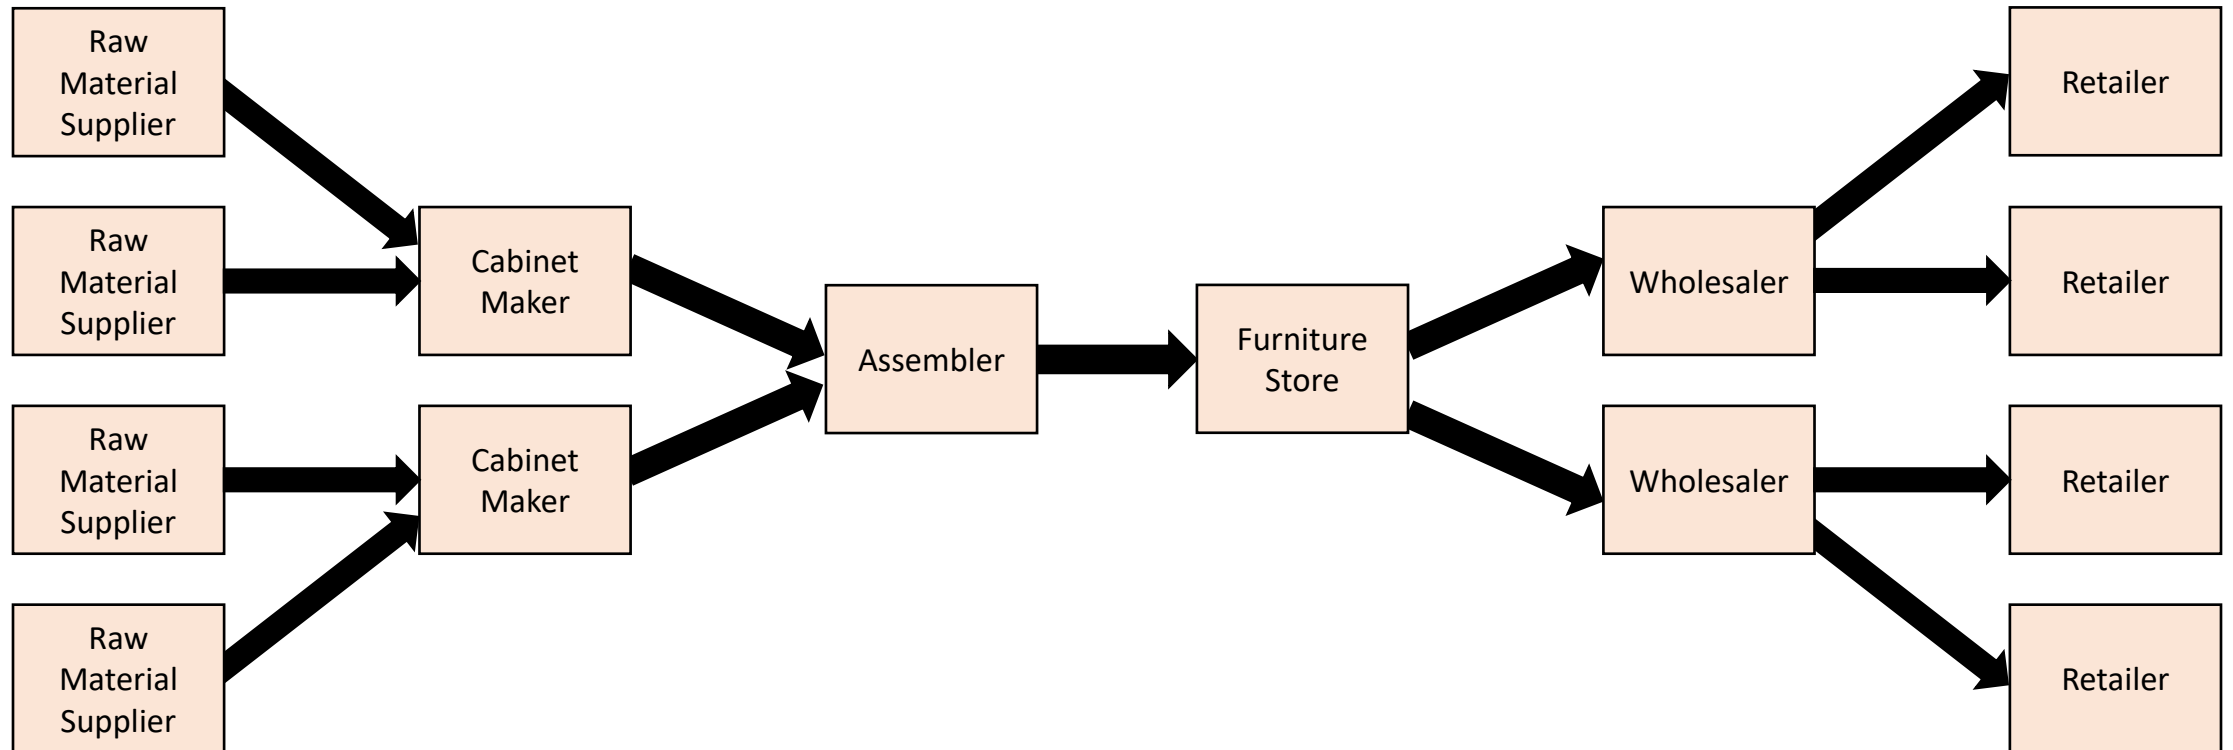 Raw
Material
Supplier
Raw
Material
Supplier
Raw
Material
Supplier
Raw
Material
Supplier
Cabinet
Maker
Cabinet
Maker
Assembler
Furniture
Store
Wholesaler
Wholesaler
Retailer
Retailer
Retailer
Retailer